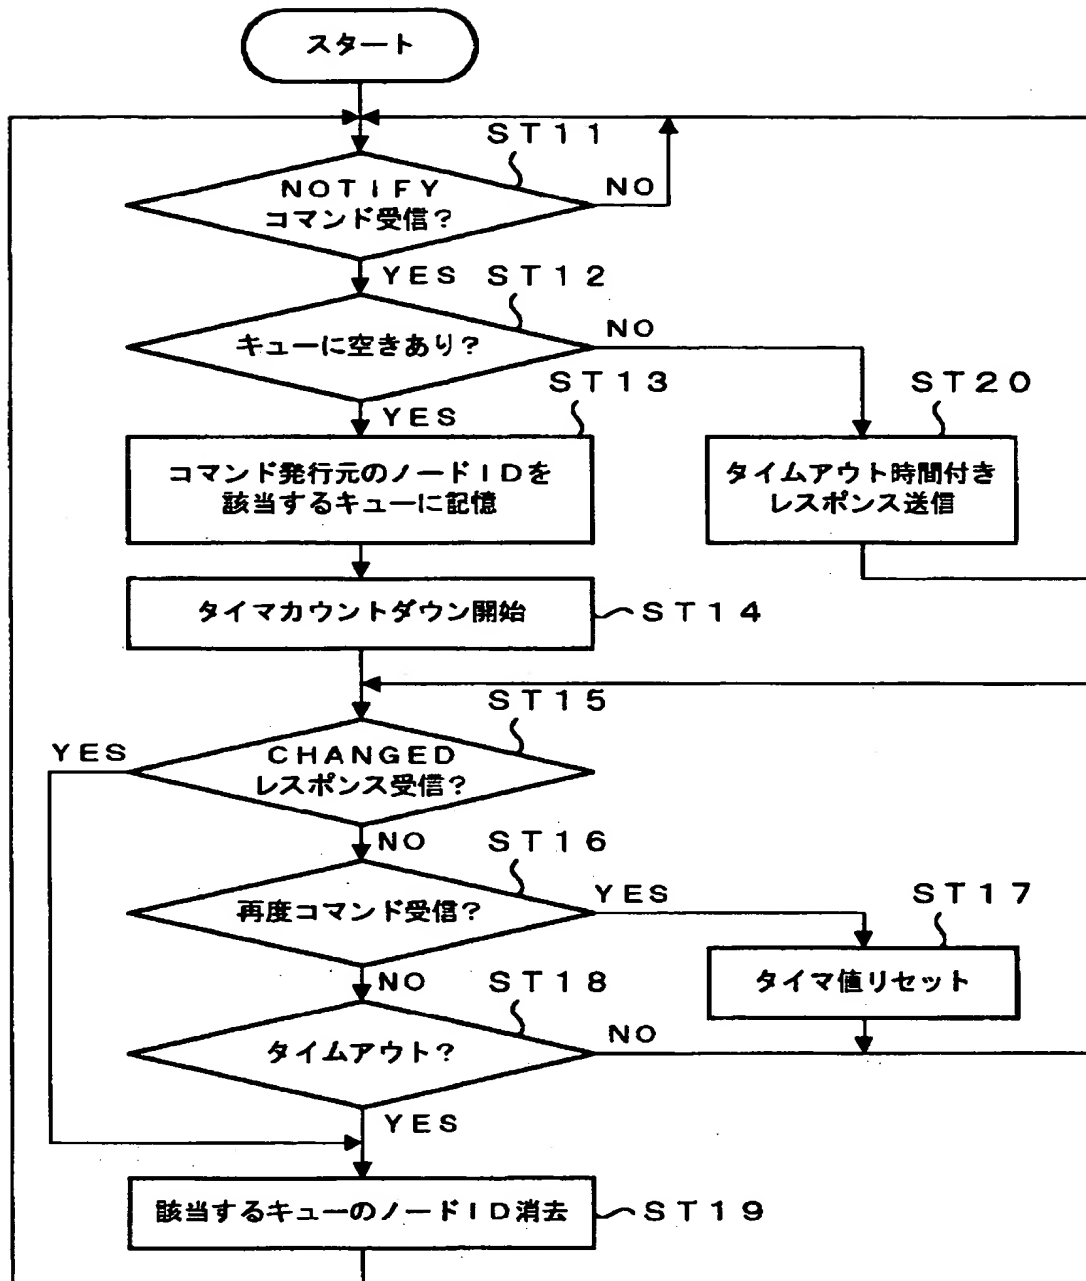 スタート
ST11
NOTIFY
コマンド受信?
NO
YES
ST12
キューに空きあり?
NO
YES
ST13
ST20
コマンド発行元のノードIDを
該当するキューに記憶
タイムアウト時間付き
レスポンス送信
タイマカウントダウン開始
ST14
ST15
YES
CHANGED
レスポンス受信?
NO
ST16
再度コマンド受信?
YES
ST17
タイマ値リセット
NO
ST18
タイムアウト?
NO
YES
該当するキューのノードID消去
ST19